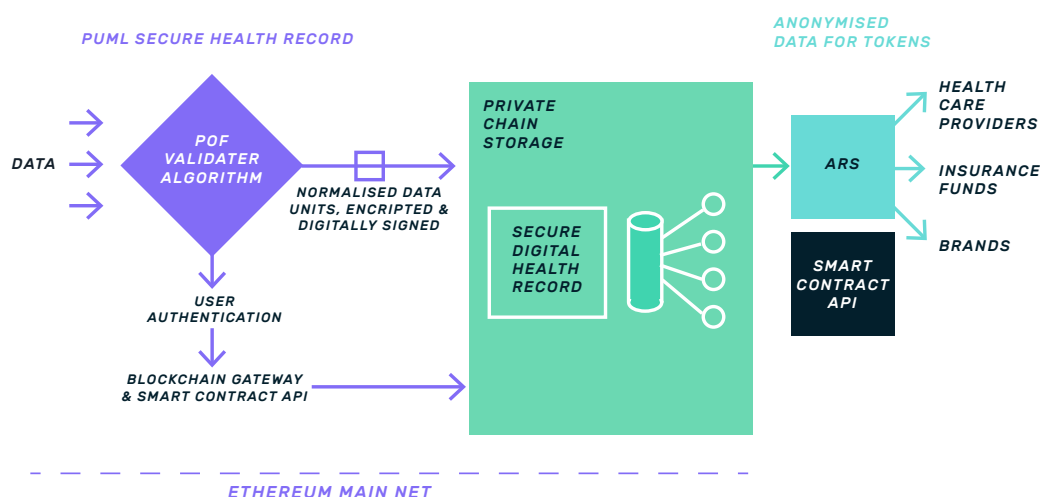 PUML SECURE HEALTH RECORD
ANONYMISED
DATA FOR TOKENS
DATA
POF
VALIDATER
ALGORITHM
NORMALISED DATA
UNITS, ENCRIPTED &
DIGITALLY SIGNED
USER
AUTHENTICATION
BLOCKCHAIN GATEWAY
& SMART CONTRACT API
PRIVATE
CHAIN
STORAGE
SECURE
DIGITAL
HEALTH
RECORD
ARS
SMART
CONTRACT
API
HEALTH
CARE
PROVIDERS
INSURANCE
FUNDS
BRANDS
ETHEREUM MAIN NET